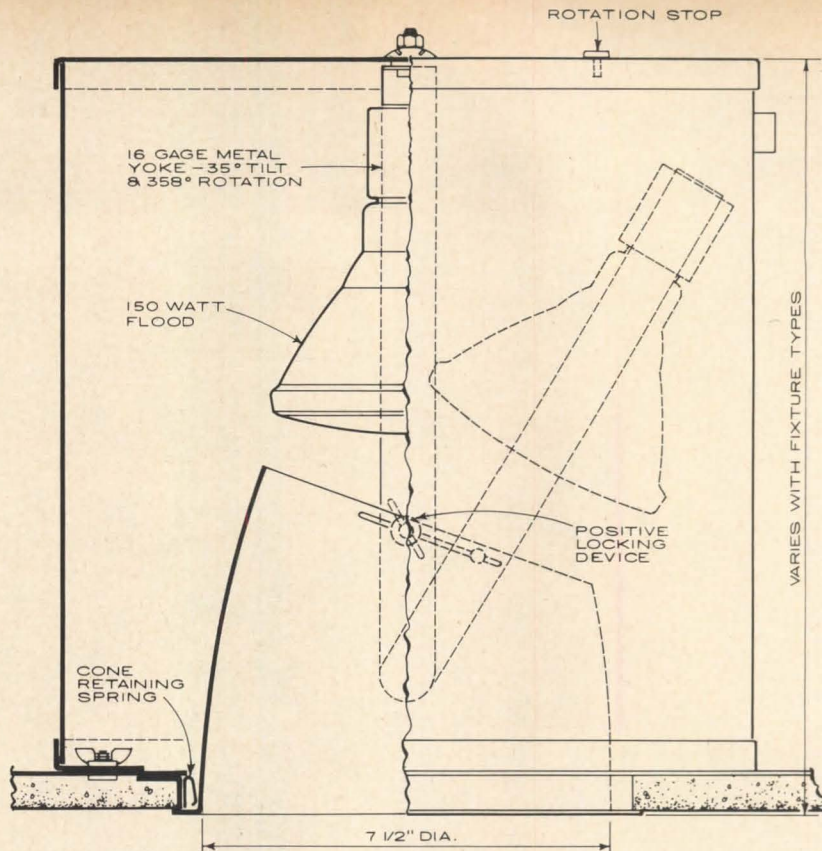 ROTATION STOP
16 GAGE METAL
YOKE – 35° TILT
& 358° ROTATION
150 WATT
FLOOD
VARIES WITH FIXTURE TYPES
POSITIVE
LOCKING
DEVICE
CONE
RETAINING
SPRING
7 1/2" DIA.